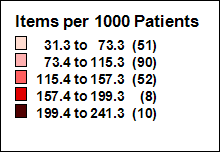 Items per 1000 Patients
31.3 to 73.3 (51)
73.4 to 115.3 (90)
115.4 to 157.3 (52)
157.4 to 199.3 (8)
199.4 to 241.3 (10)